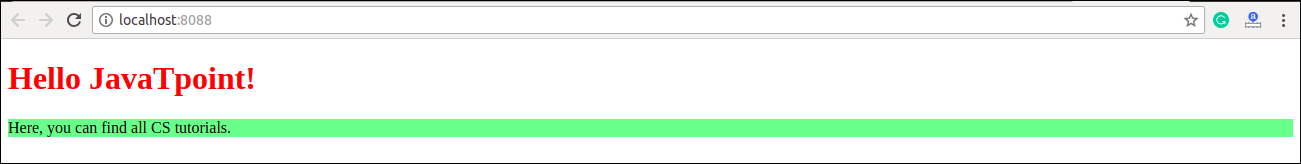 localhost:8088
Hello JavaTpoint!
Here, you can find all CS tutorials.